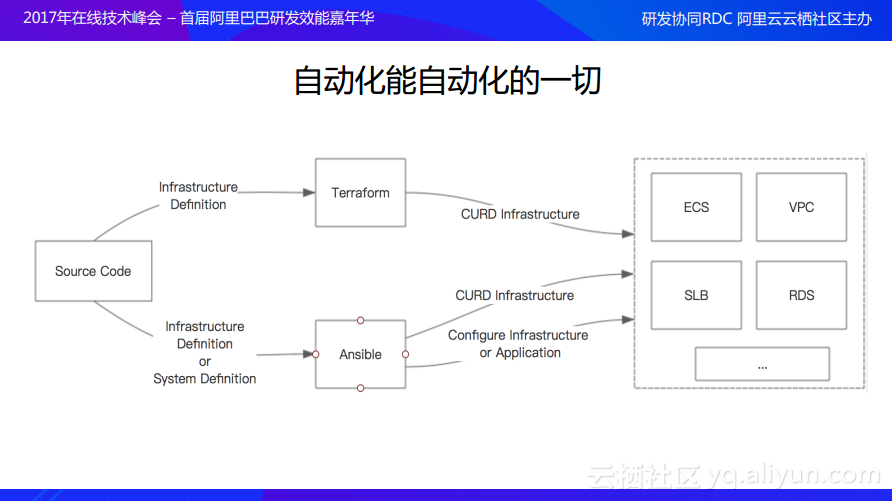 2017年在线技术峰会 – 首届阿里巴巴研发效能嘉年华
研发协同RDC 阿里云云栖社区主办
自动化能自动化的一切
Infrastructure
Definition
Terraform
CURD Infrastructure
ECS
VPC
Source Code
SLB
RDS
CURD Infrastructure
Infrastructure
Definition
or
System Definition
Ansible
Configure Infrastructure
or Application
...
云栖社区 yq.aliyun.com